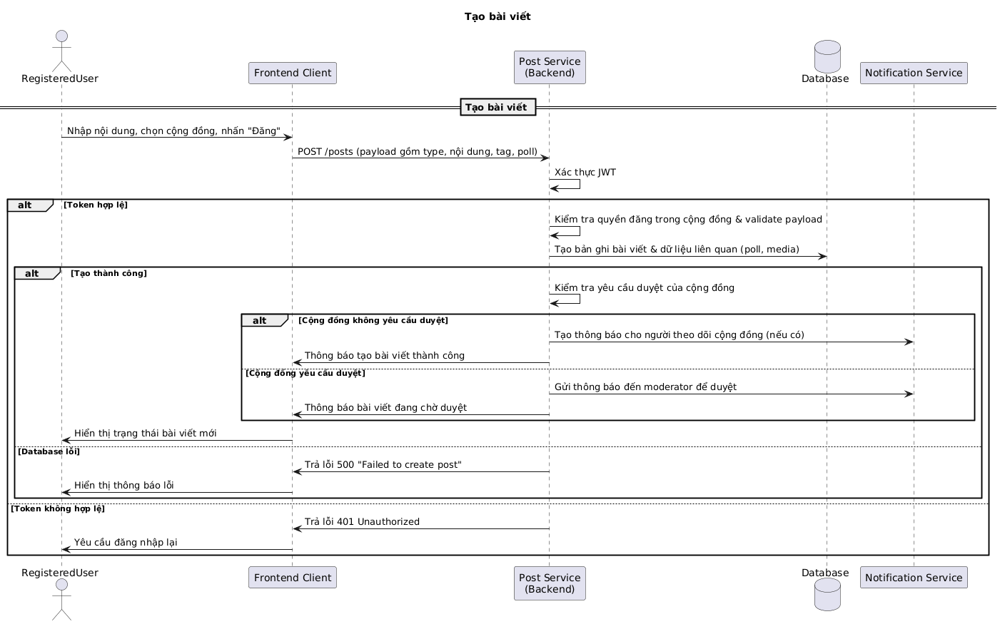 Tạo bài viết
RegisteredUser
Frontend Client
Post Service
(Backend)
Database
Notification Service
Tạo bài viết
Nhập nội dung, chọn cộng đồng, nhấn "Đăng"
POST /posts (payload gồm type, nội dung, tag, poll)
Xác thực JWT
alt [Token hợp lệ]
Kiểm tra quyền đăng trong cộng đồng & validate payload
Tạo bản ghi bài viết & dữ liệu liên quan (poll, media)
alt [Tạo thành công]
Kiểm tra yêu cầu duyệt của cộng đồng
alt [Cộng đồng không yêu cầu duyệt]
Tạo thông báo cho người theo dõi cộng đồng (nếu có)
Thông báo tạo bài viết thành công
[Cộng đồng yêu cầu duyệt]
Gửi thông báo đến moderator để duyệt
Thông báo bài viết đang chờ duyệt
Hiển thị trạng thái bài viết mới
[Database lỗi]
Trả lỗi 500 "Failed to create post"
Hiển thị thông báo lỗi
[Token không hợp lệ]
Trả lỗi 401 Unauthorized
Yêu cầu đăng nhập lại
RegisteredUser
Frontend Client
Post Service
(Backend)
Database
Notification Service